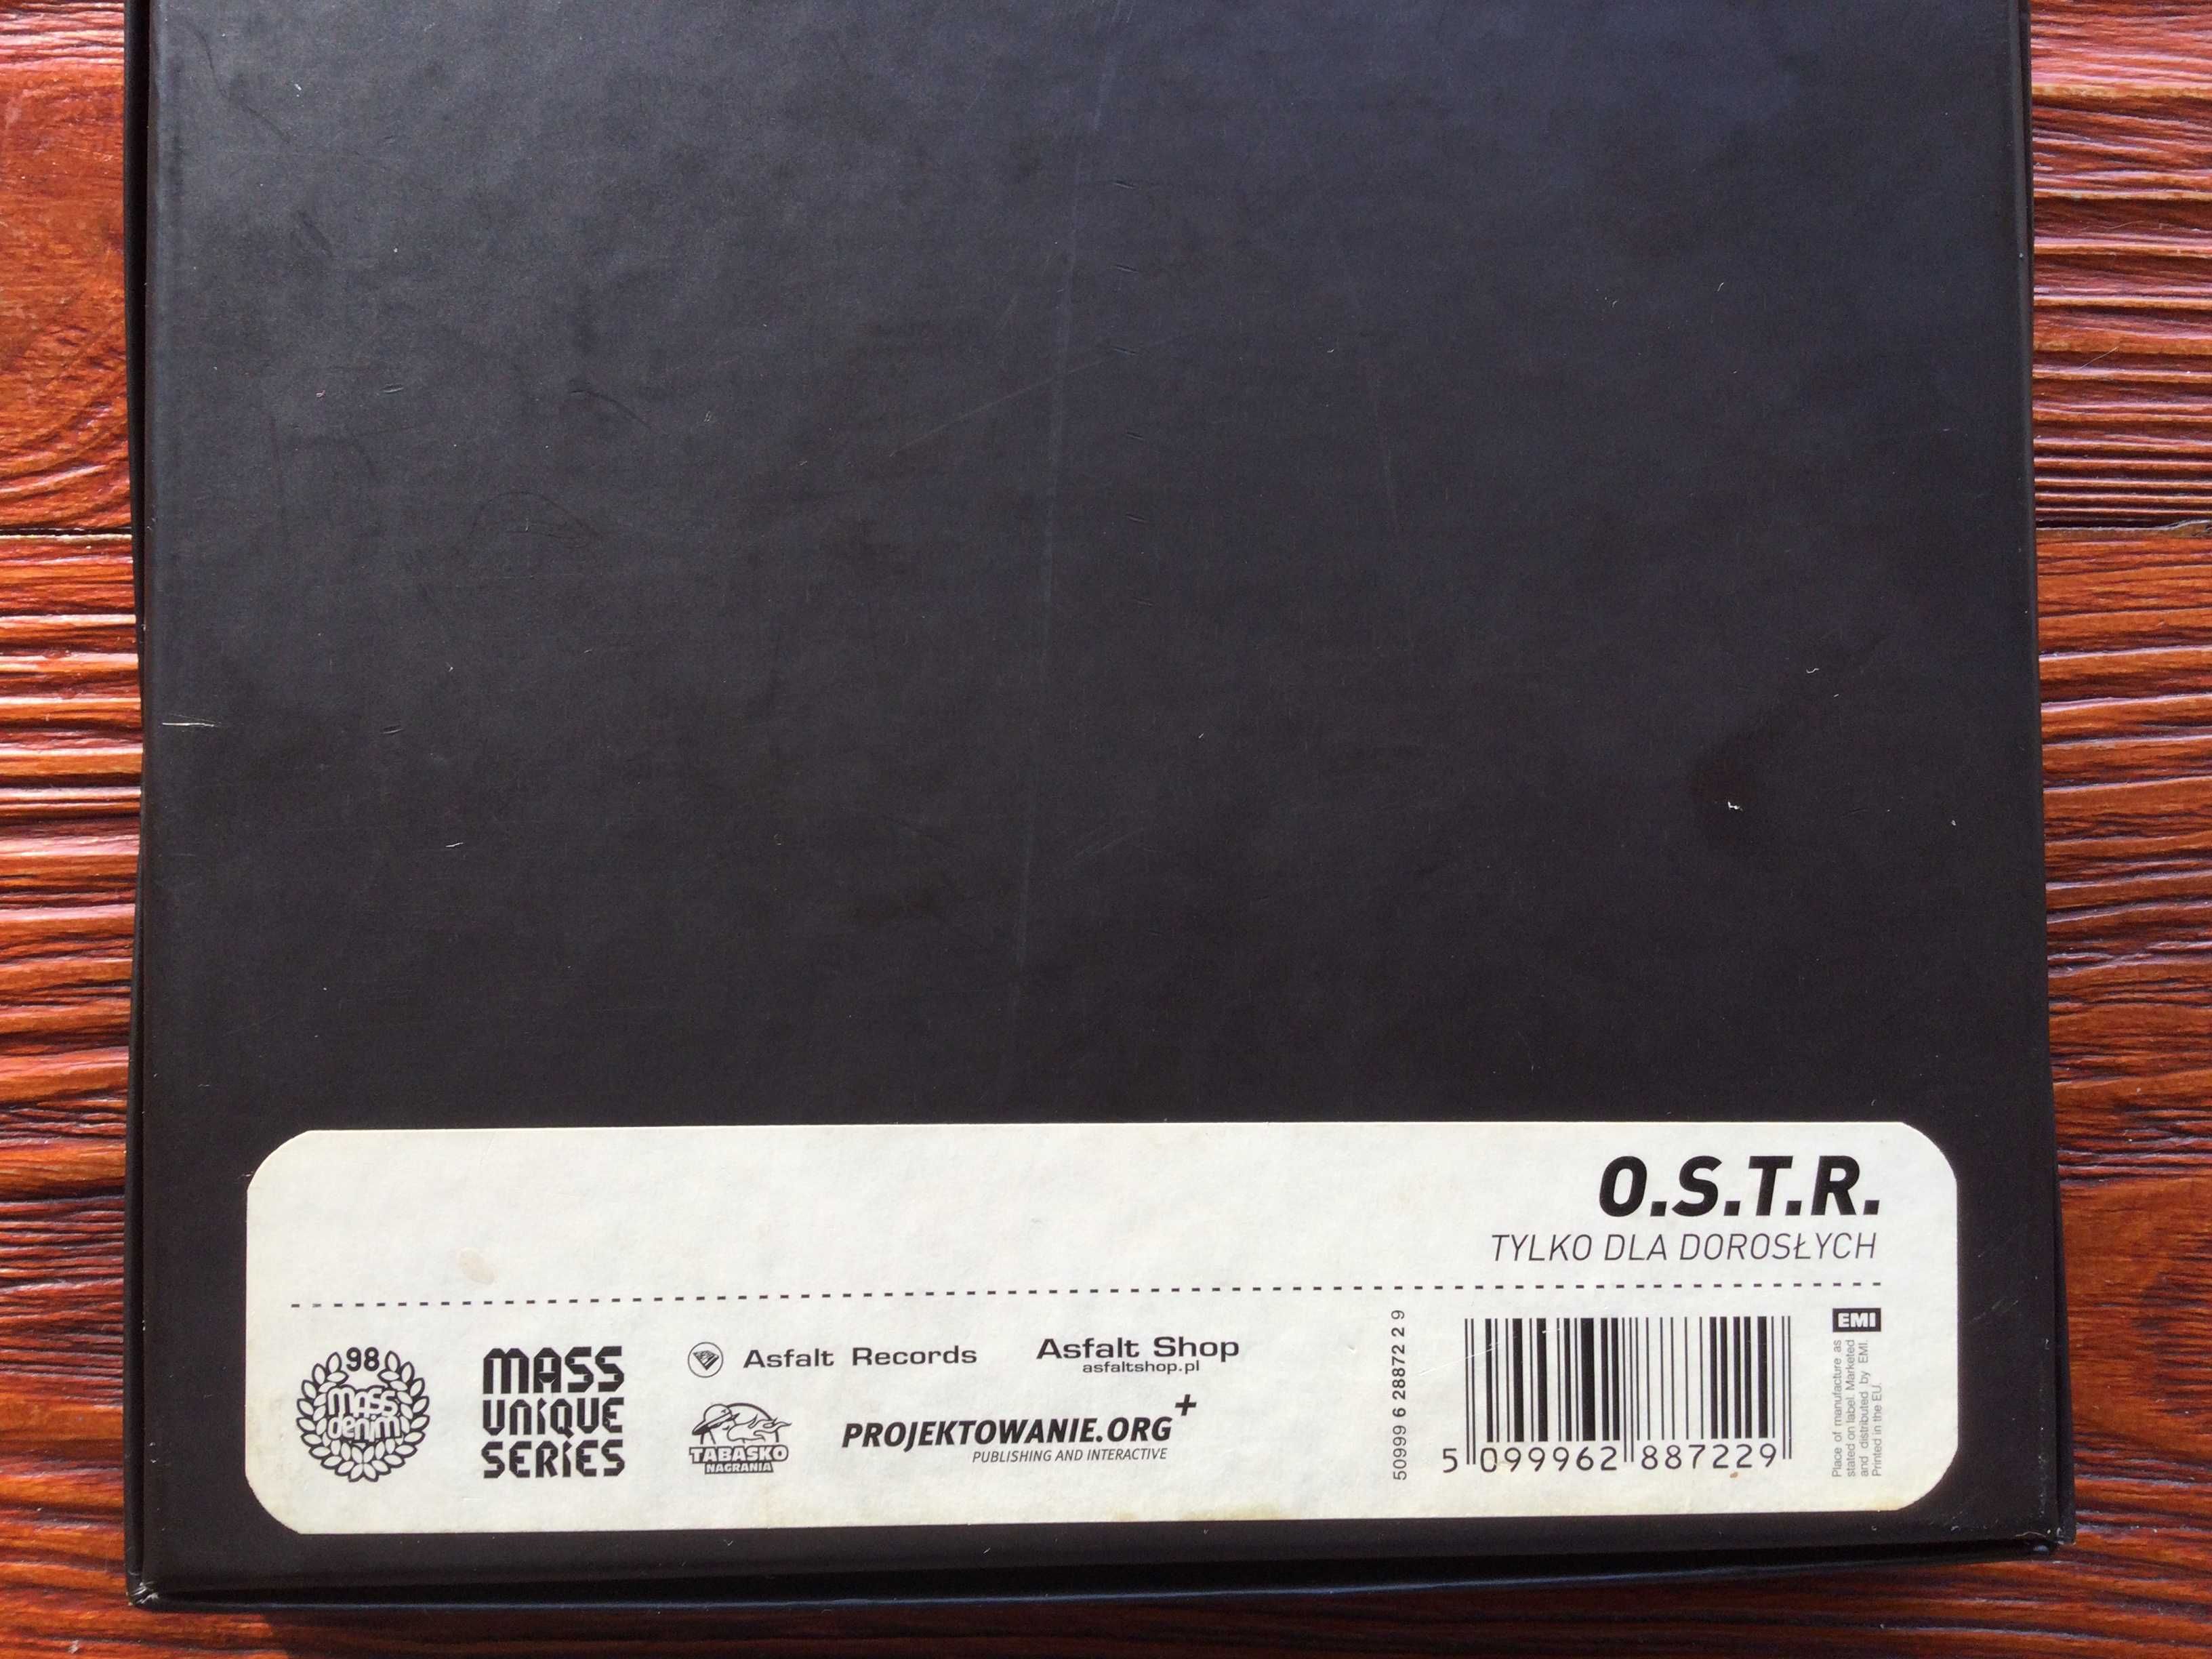 O.S.T.R.
TYLKO DLA DOROSŁYCH
98
mass
denim
MASS
UNIQUE
SERIES
Asfalt Records
Asfalt Shop
asfaltshop.pl
TABASKO
NAGRANIA
PROJEKTOWANIE.ORG+
PUBLISHING AND INTERACTIVE
50999 6 28872 2 9
5 099962 887229
EMI
Place of manufacture as
stated on label. Marketed
and distributed by EMI.
Printed in the EU.